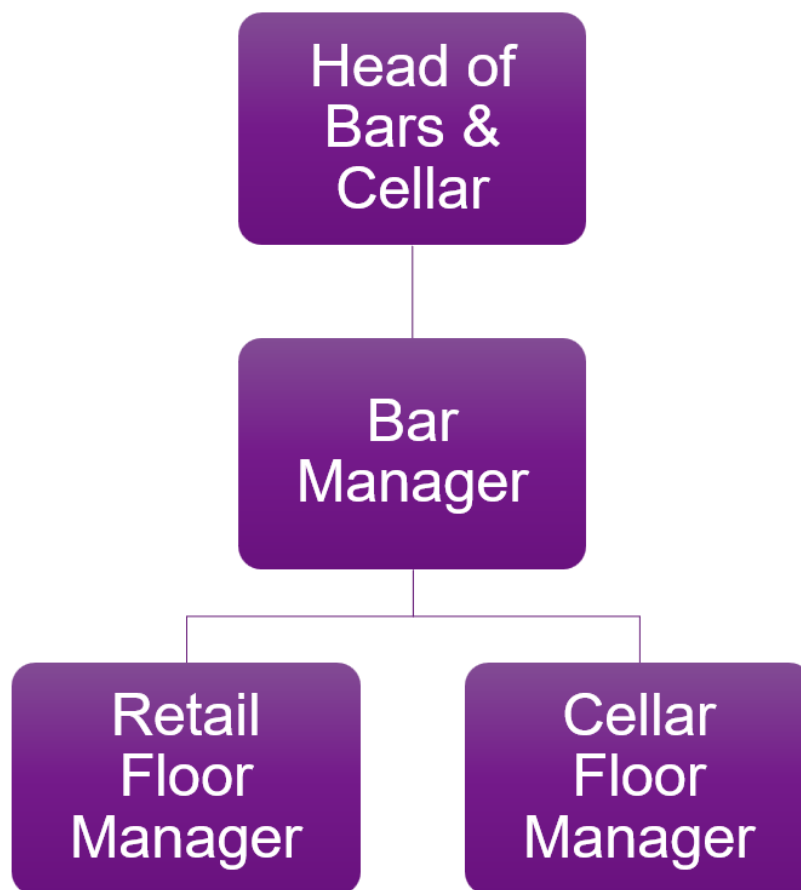 Head of
Bars &
Cellar
Bar
Manager
Retail
Floor
Manager
Cellar
Floor
Manager